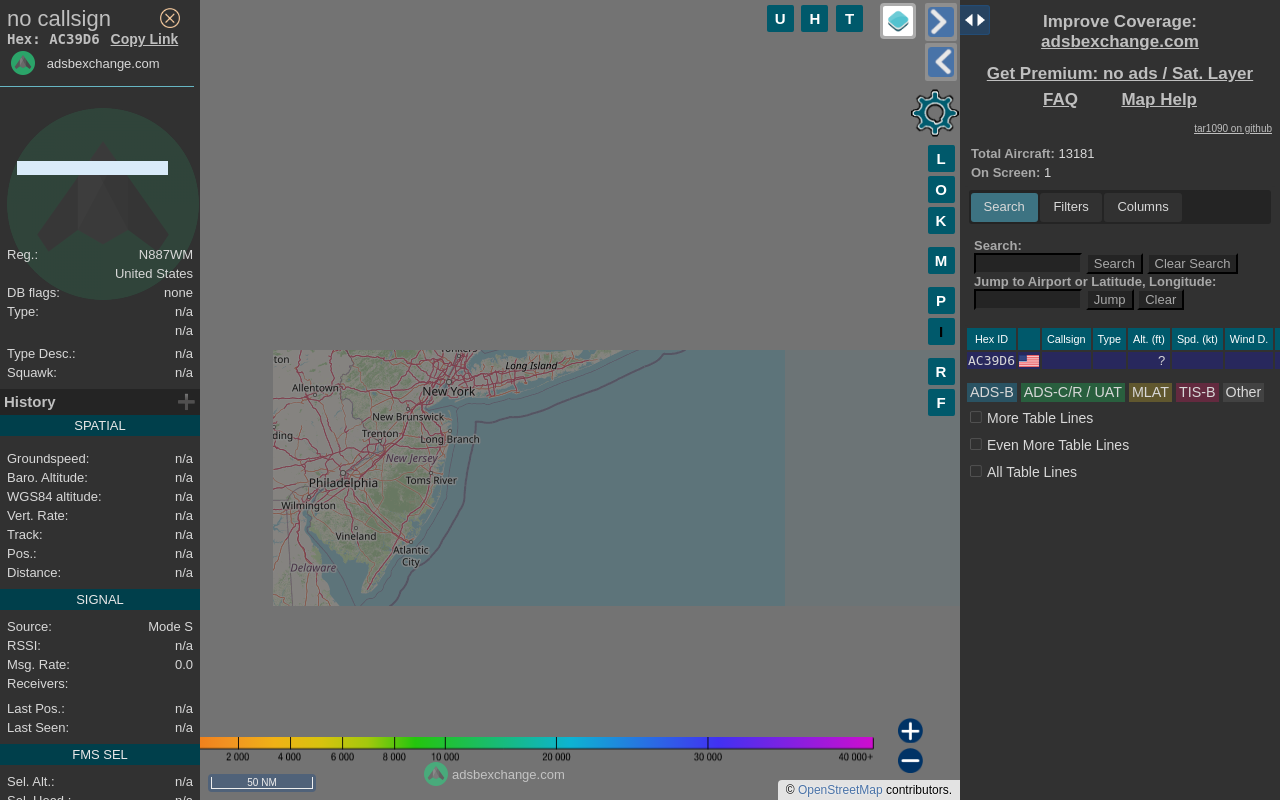 no callsign
Hex: AC39D6 Copy Link
adsbexchange.com
Reg.: N887WM
United States
DB flags: none
Type: n/a
n/a
Type Desc.: n/a
Squawk: n/a
History
SPATIAL
Groundspeed: n/a
Baro. Altitude: n/a
WGS84 altitude: n/a
Vert. Rate: n/a
Track: n/a
Pos.: n/a
Distance: n/a
SIGNAL
Source: Mode S
RSSI: n/a
Msg. Rate: 0.0
Receivers:
Last Pos.: n/a
Last Seen: n/a
FMS SEL
Sel. Alt.: n/a
Sel. Head.: n/a
U H T
L
O
K
M
P
I
R
F
Long Island
Allentown
New York
New Brunswick
Trenton
Long Branch
New Jersey
Philadelphia
Toms River
Wilmington
Vineland
Atlantic
City
Delaware
ton
ding
Yonkers
2 000 4 000 6 000 8 000 10 000 20 000 30 000 40 000+
adsbexchange.com
50 NM
© OpenStreetMap contributors.
Improve Coverage:
adsbexchange.com
Get Premium: no ads / Sat. Layer
FAQ Map Help
tar1090 on github
Total Aircraft: 13181
On Screen: 1
Search Filters Columns
Search:
Search Clear Search
Jump to Airport or Latitude, Longitude:
Jump Clear
Hex ID Callsign Type Alt. (ft) Spd. (kt) Wind D.
AC39D6 ?
ADS-B ADS-C/R / UAT MLAT TIS-B Other
More Table Lines
Even More Table Lines
All Table Lines